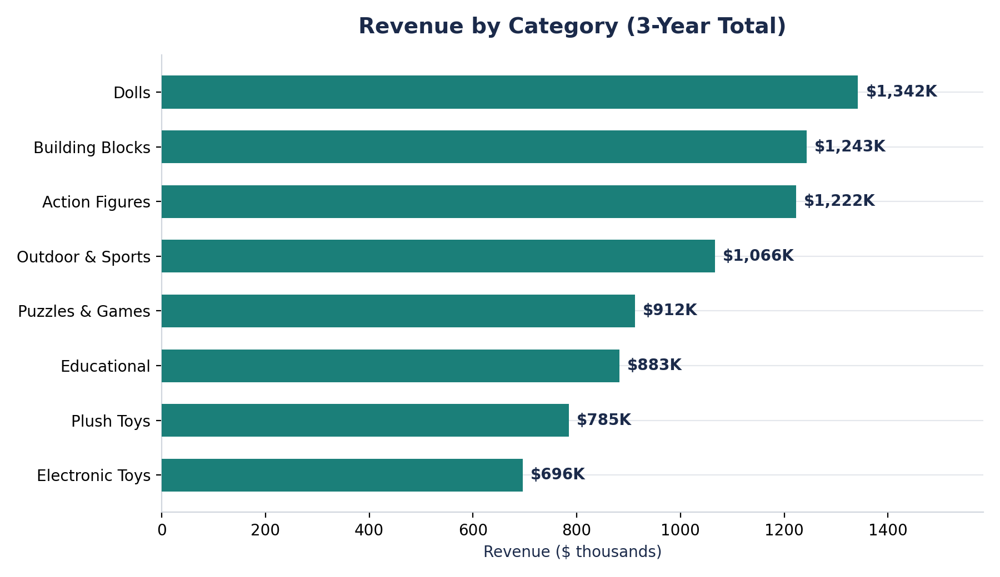 Revenue by Category (3-Year Total)
Dolls $1,342K
Building Blocks $1,243K
Action Figures $1,222K
Outdoor & Sports $1,066K
Puzzles & Games $912K
Educational $883K
Plush Toys $785K
Electronic Toys $696K
0 200 400 600 800 1000 1200 1400
Revenue ($ thousands)